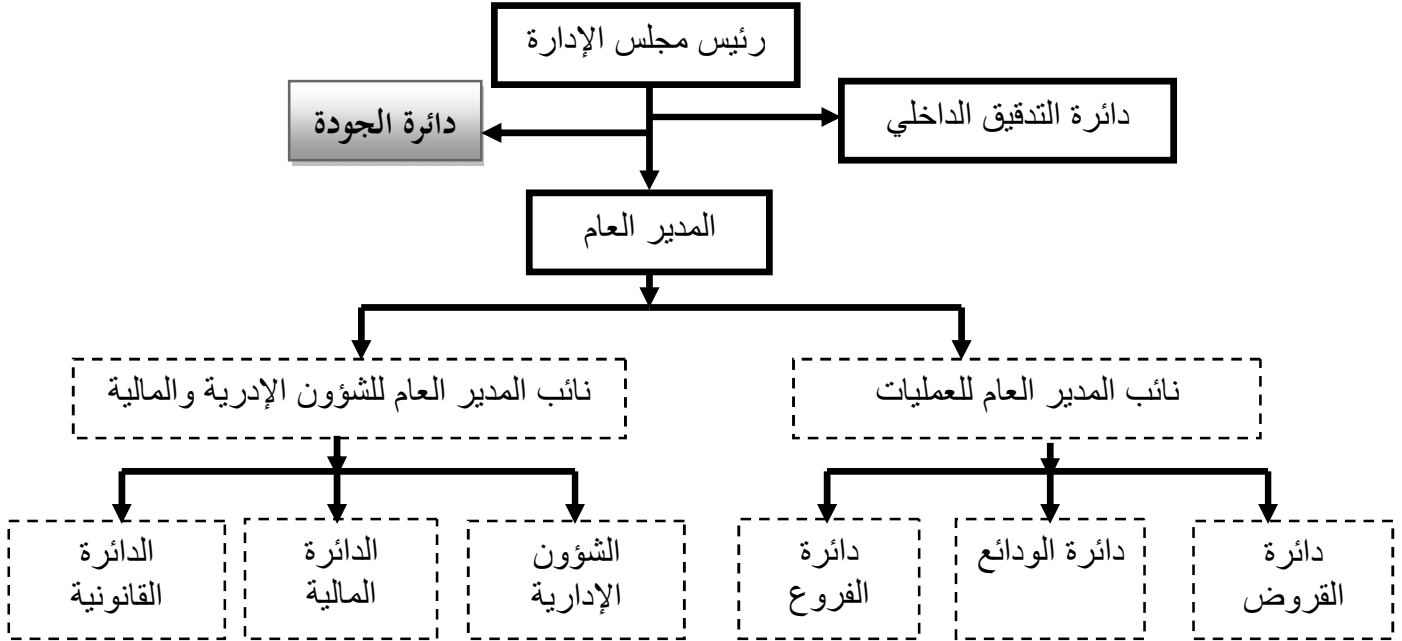 رئيس مجلس الإدارة
دائرة التدقيق الداخلي
دائرة الجودة
المدير العام
نائب المدير العام للعمليات
نائب المدير العام للشؤون الإدرية والمالية
دائرة
القروض
دائرة الودائع
دائرة
الفروع
الشؤون
الإدارية
الدائرة
المالية
الدائرة
القانونية